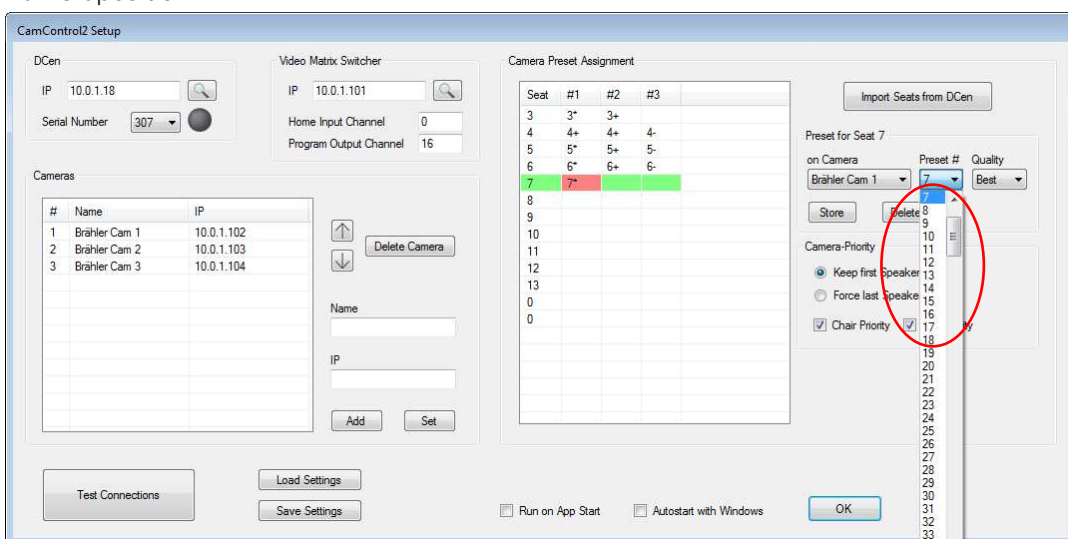 CamControl2 Setup
DCen
IP 10.0.1.18
Serial Number 307
Video Matrix Switcher
IP 10.0.1.101
Home Input Channel 0
Program Output Channel 16
Cameras
# Name IP
1 Brähler Cam 1 10.0.1.102
2 Brähler Cam 2 10.0.1.103
3 Brähler Cam 3 10.0.1.104
Delete Camera
Name
IP
Add Set
Camera Preset Assignment
Seat #1 #2 #3
3 3* 3+
4 4+ 4+ 4-
5 5* 5+ 5-
6 6* 6+ 6-
7 7*
8
9
10
11
12
13
0
0
Import Seats from DCen
Preset for Seat 7
on Camera Preset # Quality
Brähler Cam 1 7 Best
Store Delete
Camera-Priority
Keep first Speaker
Force last Speake
Chair Priority
7
8
9
10
11
12
13
14
15
16
17
18
19
20
21
22
23
24
25
26
27
28
29
30
31
32
33
Test Connections
Load Settings
Save Settings
Run on App Start Autostart with Windows
OK